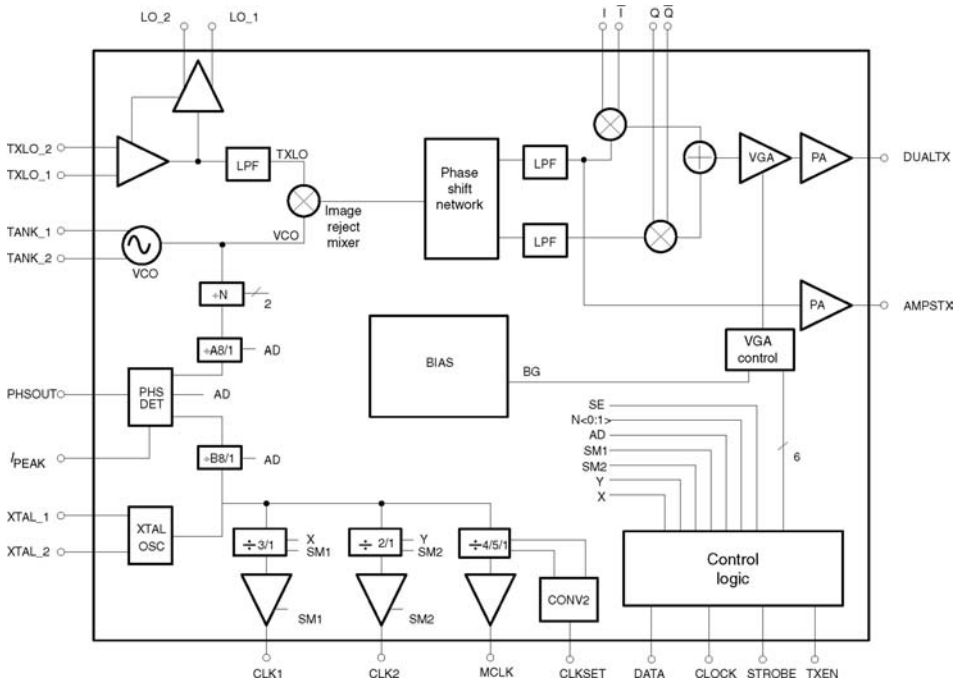 LO_2
LO_1
I
I̅
Q
Q̅
TXLO_2
TXLO_1
LPF
TXLO
Phase
shift
network
LPF
VGA
PA
DUALTX
Image
reject
mixer
TANK_1
TANK_2
VCO
VCO
LPF
÷N
2
PA
AMPSTX
÷A8/1
AD
BIAS
BG
VGA
control
PHSOUT
PHS
DET
AD
SE
N<0:1>
AD
SM1
SM2
Y
X
6
IPEAK
÷B8/1
AD
XTAL_1
XTAL_2
XTAL
OSC
÷3/1
X
SM1
÷ 2/1
Y
SM2
÷4/5/1
Control
logic
CONV2
SM1
SM2
CLK1
CLK2
MCLK
CLKSET
DATA
CLOCK
STROBE
TXEN